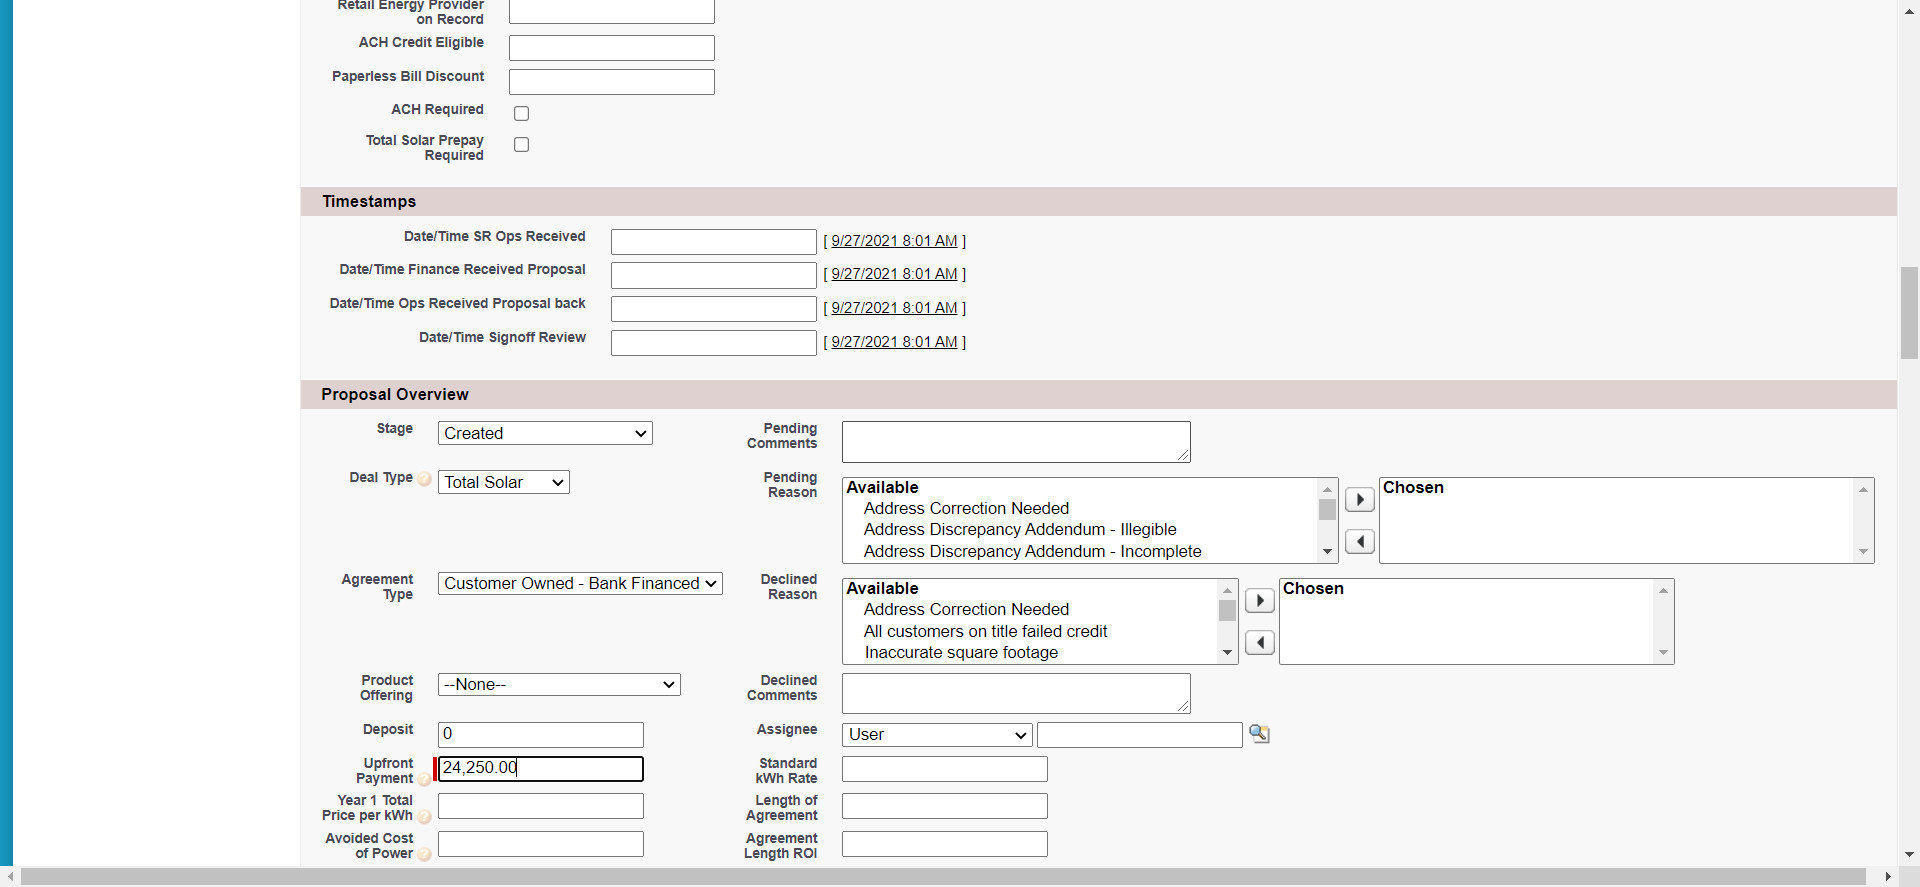 Retail Energy Provider
on Record
ACH Credit Eligible
Paperless Bill Discount
ACH Required
Total Solar Prepay
Required
Timestamps
Date/Time SR Ops Received [ 9/27/2021 8:01 AM ]
Date/Time Finance Received Proposal [ 9/27/2021 8:01 AM ]
Date/Time Ops Received Proposal back [ 9/27/2021 8:01 AM ]
Date/Time Signoff Review [ 9/27/2021 8:01 AM ]
Proposal Overview
Stage Created
Pending
Comments
Deal Type ? Total Solar
Pending
Reason
Available
Address Correction Needed
Address Discrepancy Addendum - Illegible
Address Discrepancy Addendum - Incomplete
Chosen
Agreement
Type
Customer Owned - Bank Financed
Declined
Reason
Available
Address Correction Needed
All customers on title failed credit
Inaccurate square footage
Chosen
Product
Offering
--None--
Declined
Comments
Deposit 0
Assignee User
Upfront
Payment ?
24,250.00
Standard
kWh Rate
Year 1 Total
Price per kWh ?
Length of
Agreement
Avoided Cost
of Power ?
Agreement
Length ROI